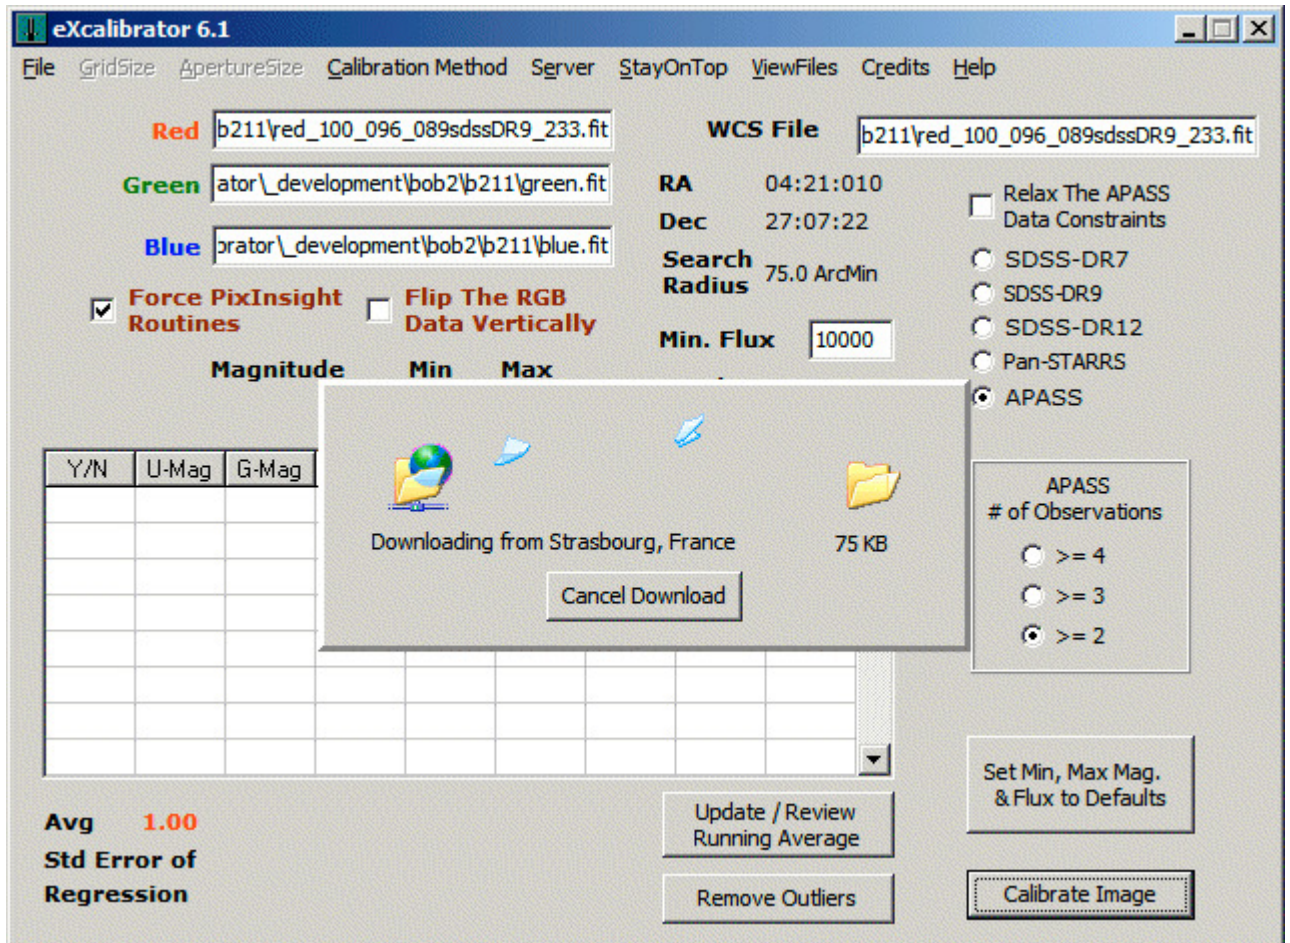 eXcalibrator 6.1
File GridSize ApertureSize Calibration Method Server StayOnTop ViewFiles Credits Help
Red b211\red_100_096_089sdssDR9_233.fit
WCS File b211\red_100_096_089sdssDR9_233.fit
Green ator\_development\bob2\b211\green.fit
RA 04:21:010
Relax The APASS
Data Constraints
Dec 27:07:22
Blue orator\_development\bob2\b211\blue.fit
Search
Radius 75.0 ArcMin
SDSS-DR7
SDSS-DR9
SDSS-DR12
Pan-STARRS
APASS
Force PixInsight
Routines
Flip The RGB
Data Vertically
Min. Flux 10000
Magnitude Min Max
Y/N U-Mag G-Mag
Downloading from Strasbourg, France 75 KB
Cancel Download
APASS
# of Observations
>= 4
>= 3
>= 2
Set Min, Max Mag.
& Flux to Defaults
Avg 1.00
Update / Review
Running Average
Std Error of
Regression
Remove Outliers
Calibrate Image